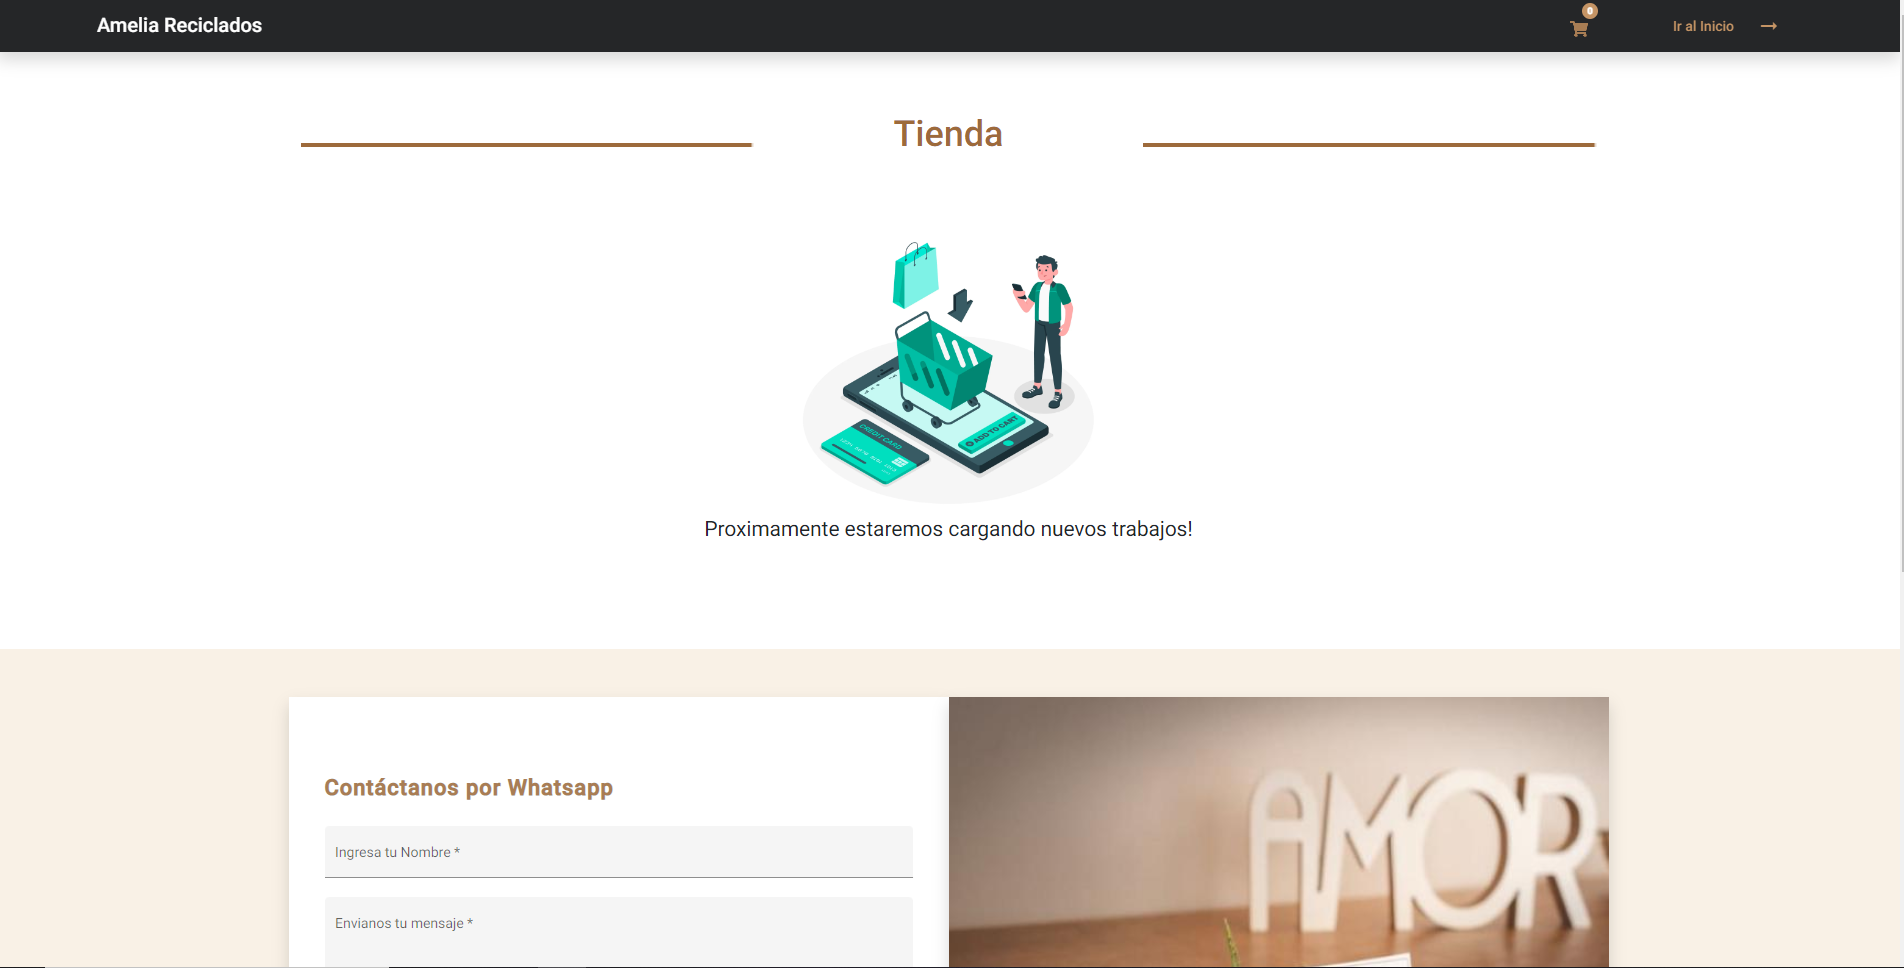 Amelia Reciclados
0
Ir al Inicio
Tienda
CREDIT CARD
ADD TO CART
Proximamente estaremos cargando nuevos trabajos!
Contáctanos por Whatsapp
Ingresa tu Nombre *
Envianos tu mensaje *
AMOR